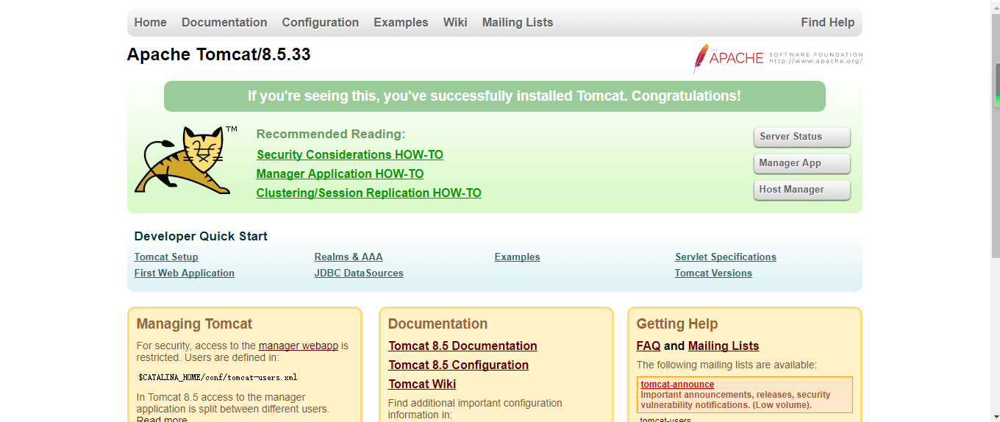 Home Documentation Configuration Examples Wiki Mailing Lists Find Help
Apache Tomcat/8.5.33
THE
APACHE SOFTWARE FOUNDATION
http://www.apache.org/
If you're seeing this, you've successfully installed Tomcat. Congratulations!
TM
Recommended Reading:
Security Considerations HOW-TO
Manager Application HOW-TO
Clustering/Session Replication HOW-TO
Server Status
Manager App
Host Manager
Developer Quick Start
Tomcat Setup
First Web Application
Realms & AAA
JDBC DataSources
Examples
Servlet Specifications
Tomcat Versions
Managing Tomcat
For security, access to the manager webapp is
restricted. Users are defined in:
$CATALINA_HOME/conf/tomcat-users.xml
In Tomcat 8.5 access to the manager
application is split between different users.
Read more
Documentation
Tomcat 8.5 Documentation
Tomcat 8.5 Configuration
Tomcat Wiki
Find additional important configuration
information in:
Getting Help
FAQ and Mailing Lists
The following mailing lists are available:
tomcat-announce
Important announcements, releases, security
vulnerability notifications. (Low volume).
tomcat-users